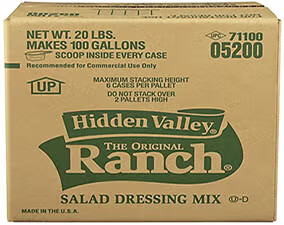 NET WT. 20 LBS.
MAKES 100 GALLONS
SCOOP INSIDE EVERY CASE
Recommended for Commercial Use Only
UPC 71100
05200
UP
MAXIMUM STACKING HEIGHT
6 CASES PER PALLET
DO NOT STACK OVER
2 PALLETS HIGH
Hidden Valley®
THE ORIGINAL
Ranch®
SALAD DRESSING MIX U-D
MADE IN THE U.S.A.